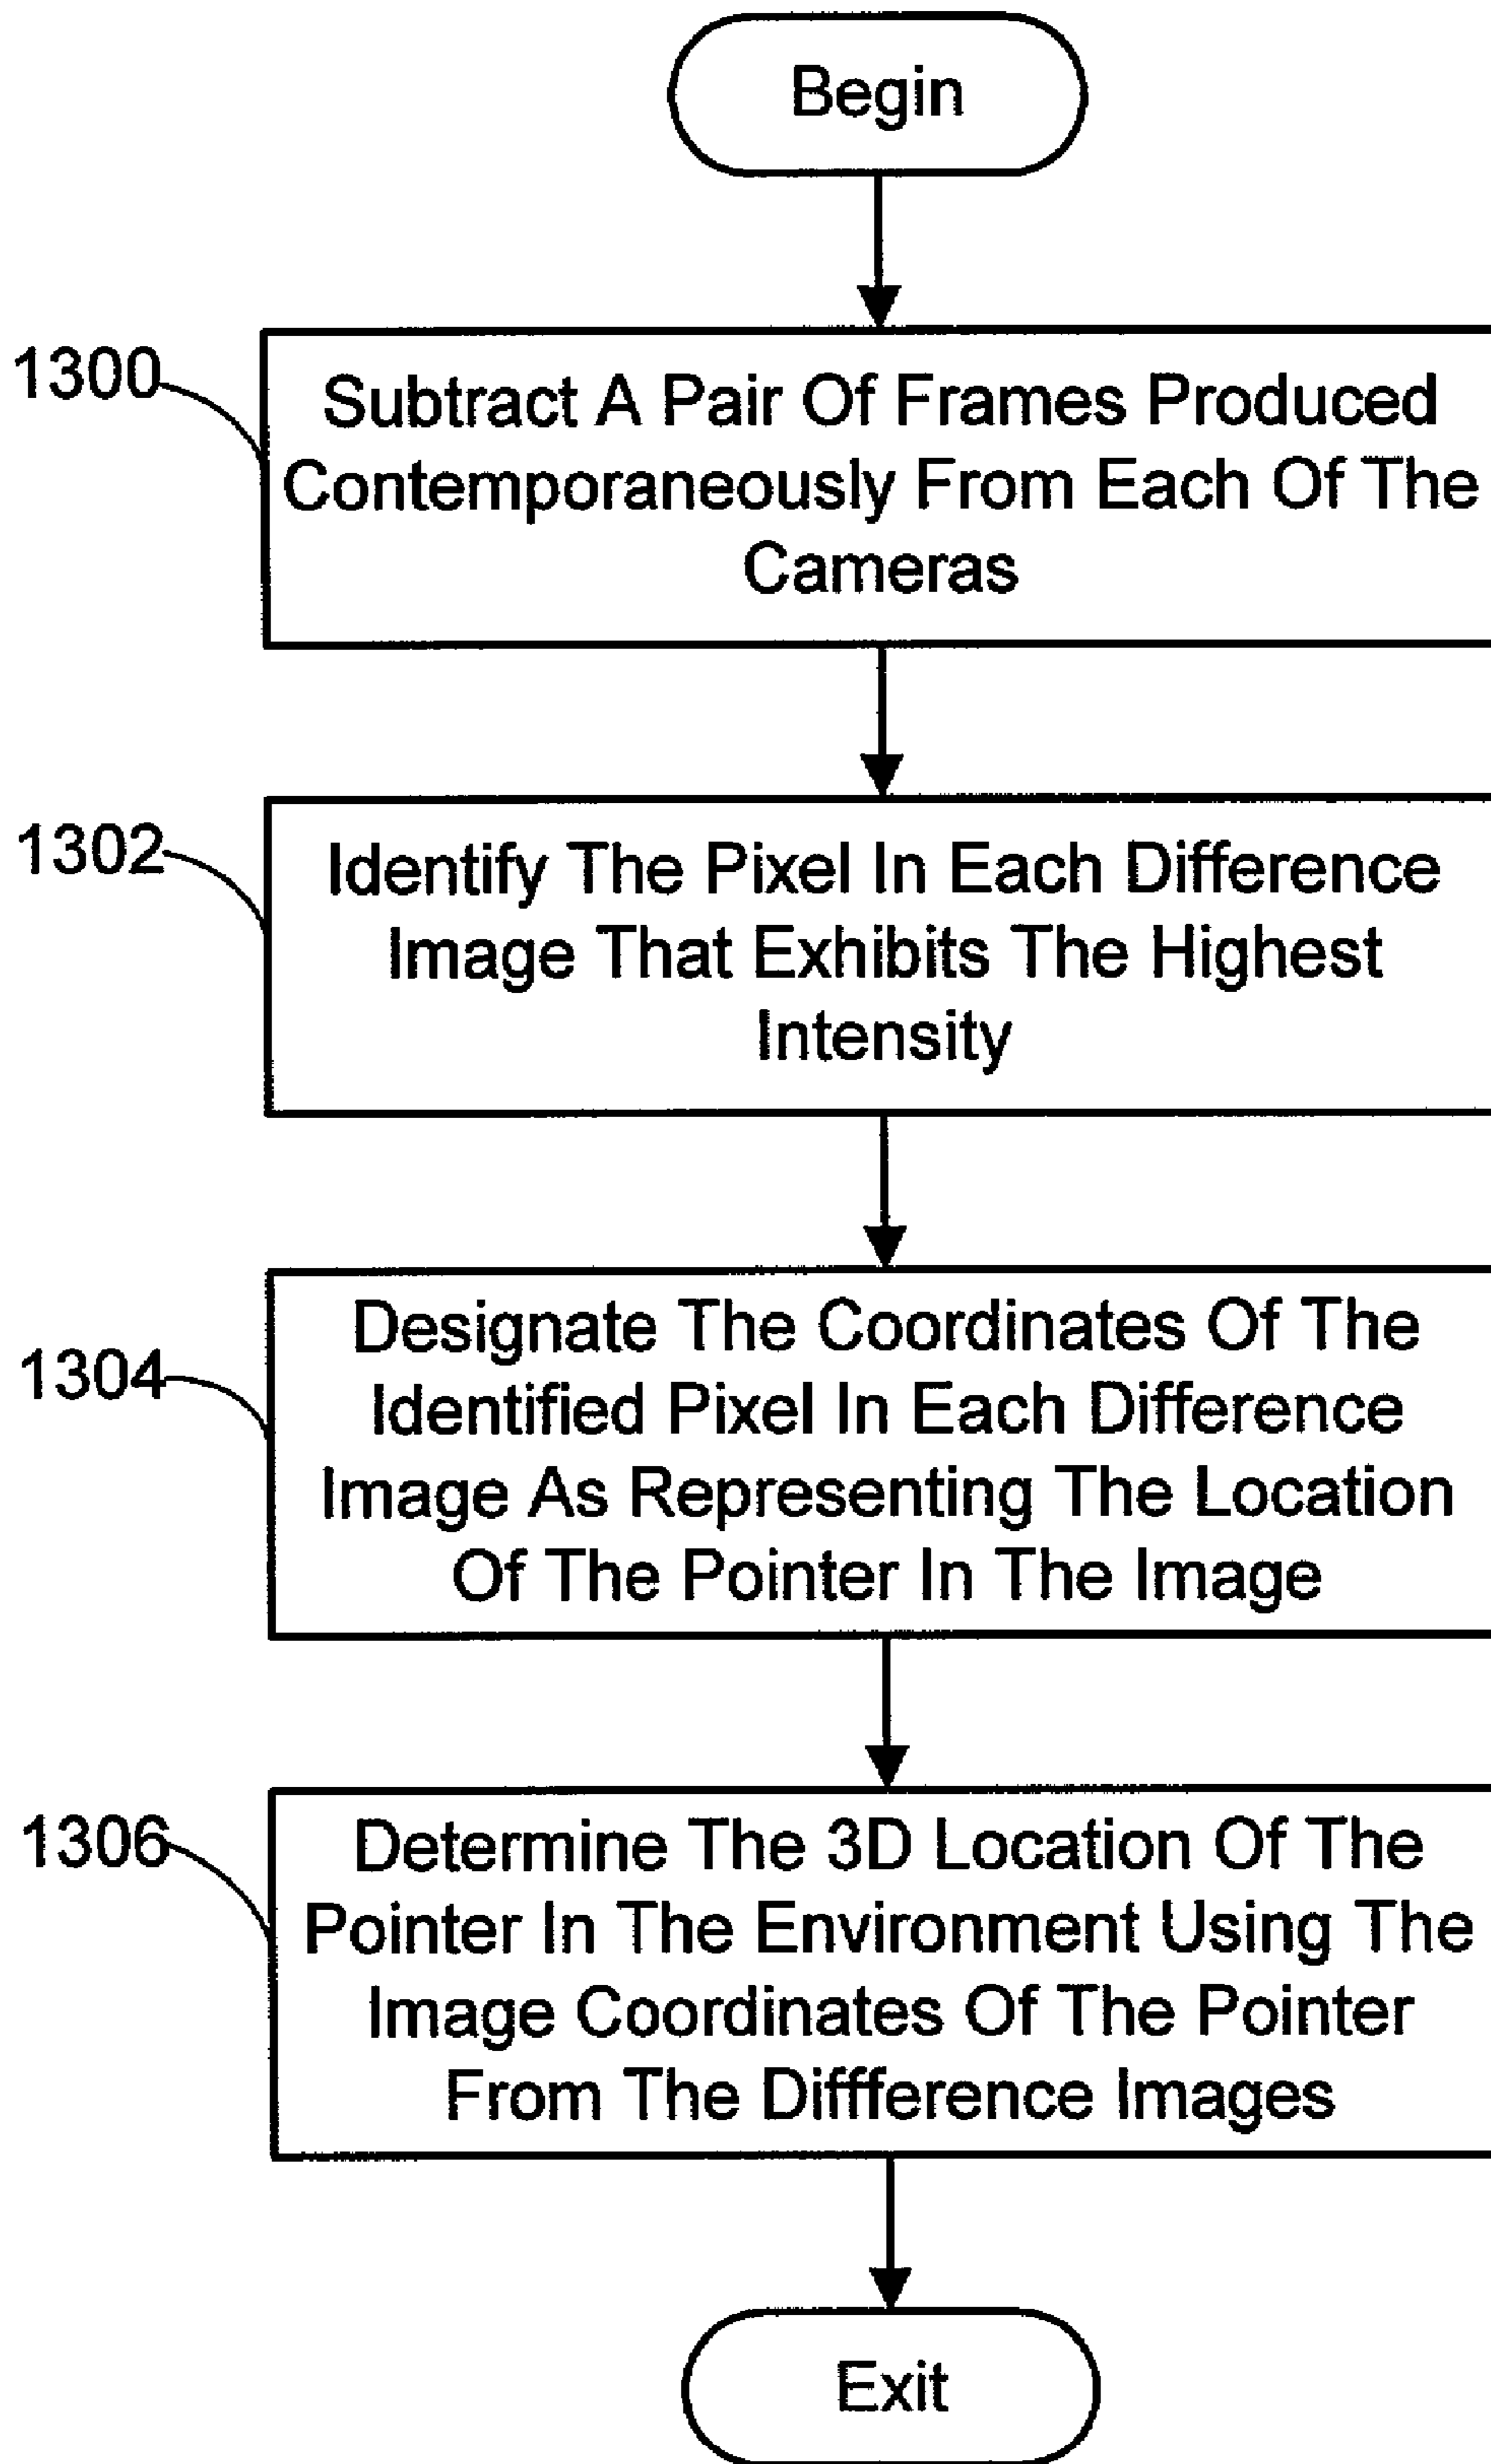 Begin
1300
Subtract A Pair Of Frames Produced
Contemporaneously From Each Of The
Cameras
1302
Identify The Pixel In Each Difference
Image That Exhibits The Highest
Intensity
1304
Designate The Coordinates Of The
Identified Pixel In Each Difference
Image As Representing The Location
Of The Pointer In The Image
1306
Determine The 3D Location Of The
Pointer In The Environment Using The
Image Coordinates Of The Pointer
From The Diffference Images
Exit